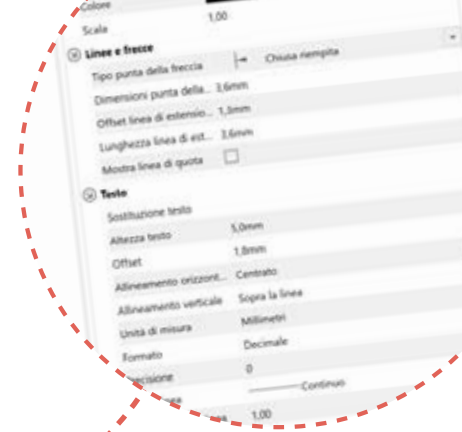 Colore
Scala 1,00
Linee e frecce
Tipo punta della freccia Chiusa riempita
Dimensioni punta della... 3,6mm
Offset linea di estensio... 1,3mm
Lunghezza linea di est... 3,6mm
Mostra linea di quota
Testo
Sostituzione testo
Altezza testo 5,0mm
Offset 1,8mm
Allineamento orizzont... Centrato
Allineamento verticale Sopra la linea
Unità di misura Millimetri
Formato Decimale
ecisione 0
Continuo
1,00